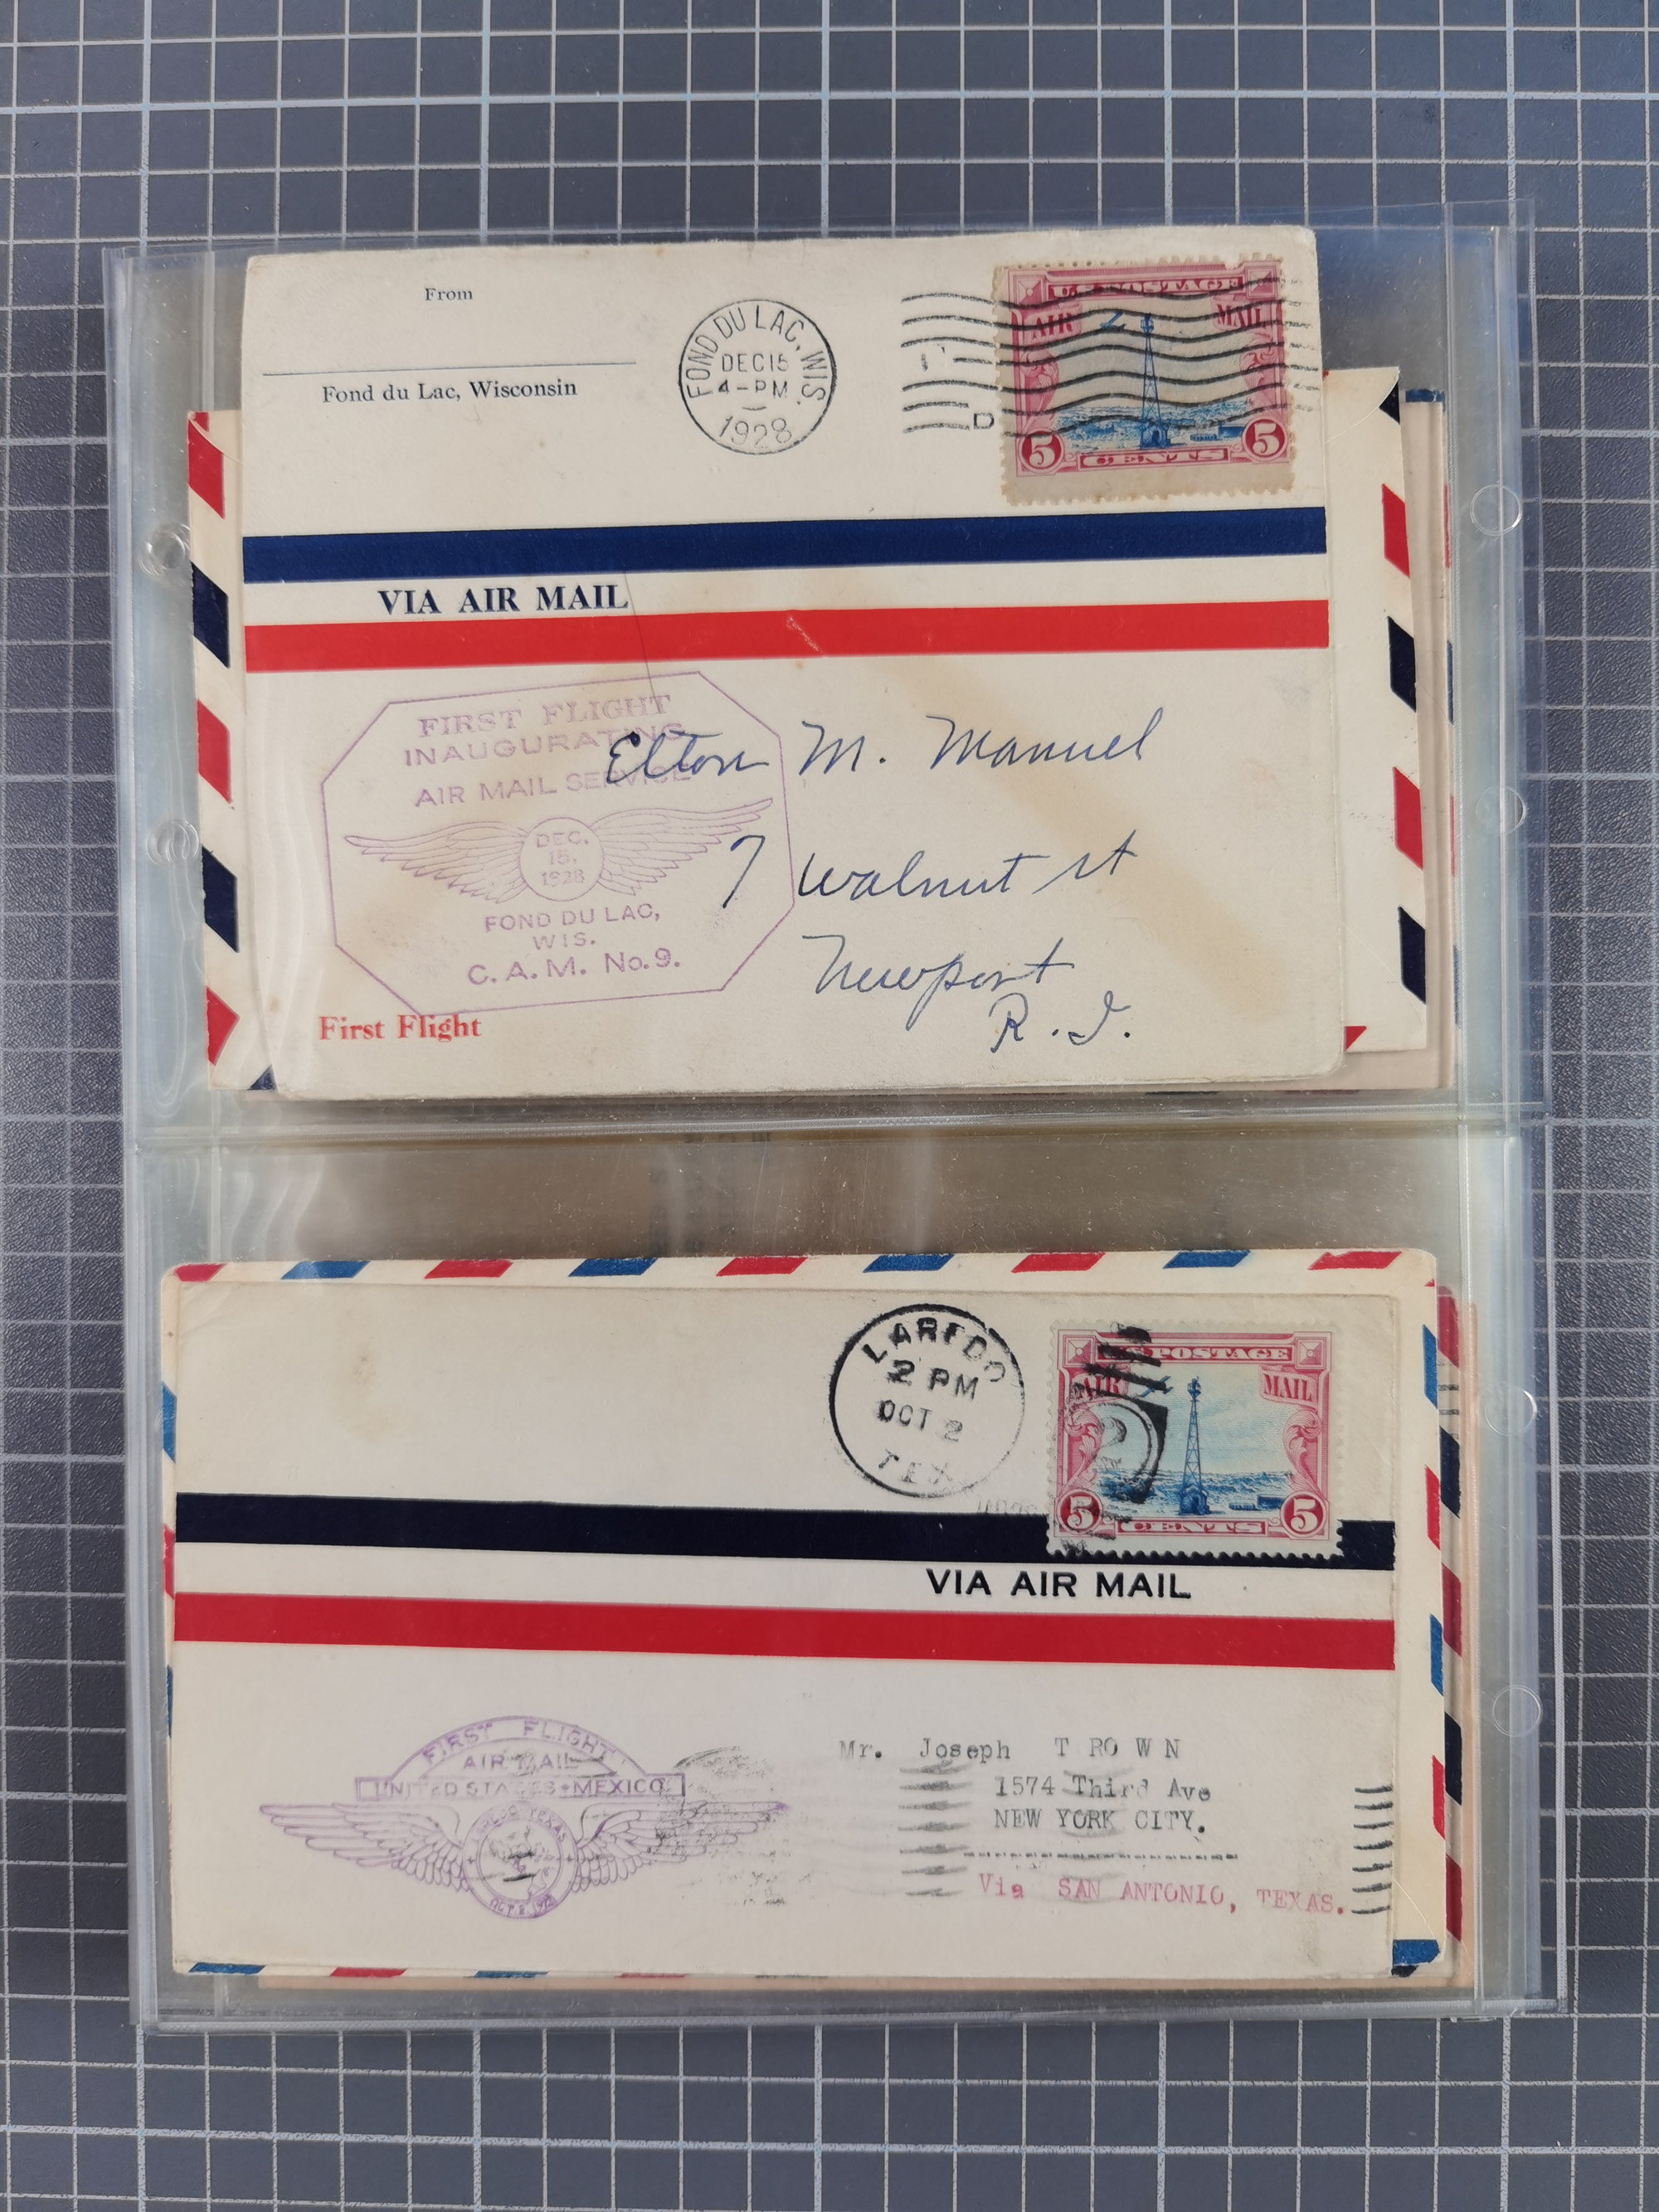 From
Fond du Lac, Wisconsin
FOND DU LAC, WIS.
DEC 15
4-PM
1928
D
U.S. POSTAGE
AIR MAIL
5 5
CENTS
VIA AIR MAIL
FIRST FLIGHT
INAUGURATING
AIR MAIL SERVICE
DEC.
15.
1928
FOND DU LAC,
WIS.
C. A. M. No. 9.
First Flight
Elton M. Manuel
7 Walnut st
Newport
R. I.
LAREDO
2 PM
OCT 2
TEX
U.S. POSTAGE
AIR MAIL
2
5 5
CENTS
VIA AIR MAIL
FIRST FLIGHT
AIR MAIL
UNITED STATES-MEXICO
LAREDO TEXAS
Mr. Joseph T RO W N
1574 Third Ave
NEW YORK CITY.
Via SAN ANTONIO, TEXAS.